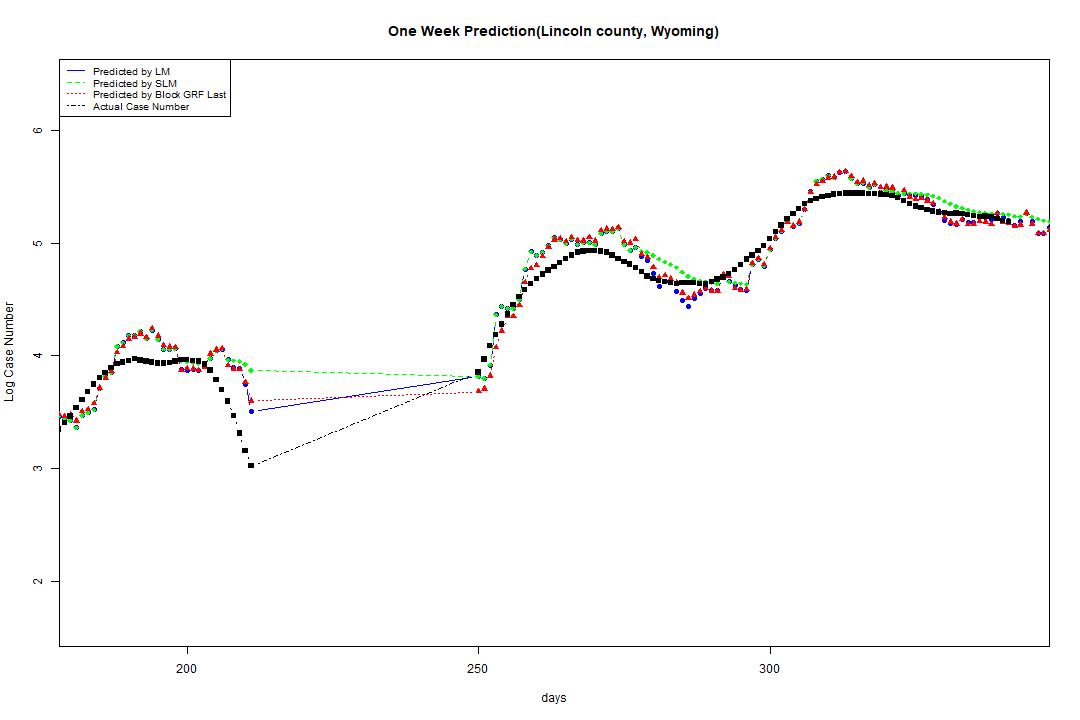 One Week Prediction(Lincoln county, Wyoming)
Predicted by LM
Predicted by SLM
Predicted by Block GRF Last
Actual Case Number
6
5
4
3
2
Log Case Number
200
250
300
days